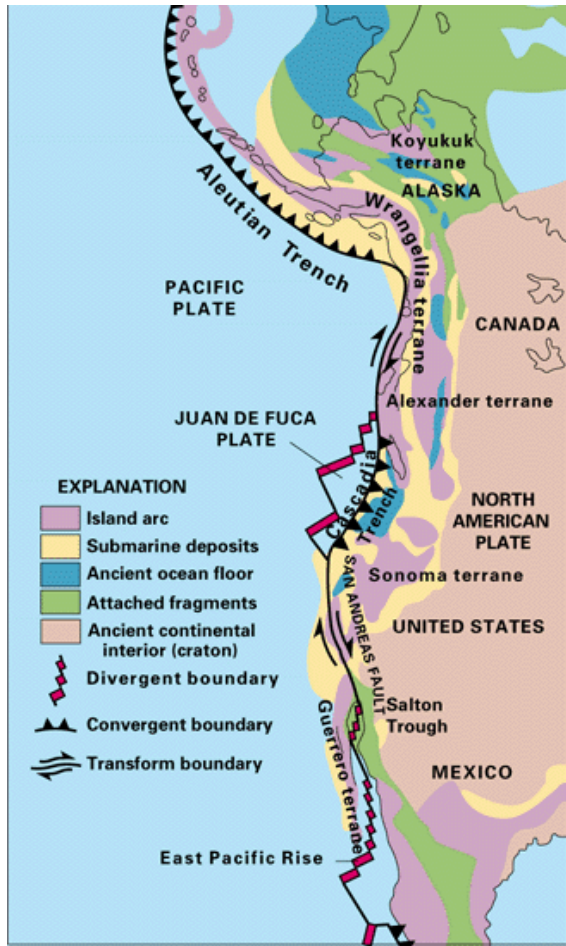 Koyukuk
terrane
ALASKA
Aleutian Trench
Wrangellia terrane
PACIFIC
PLATE
CANADA
Alexander terrane
JUAN DE FUCA
PLATE
Cascadia
Trench
EXPLANATION
Island arc
Submarine deposits
Ancient ocean floor
Attached fragments
Ancient continental
interior (craton)
Divergent boundary
Convergent boundary
Transform boundary
NORTH
AMERICAN
PLATE
Sonoma terrane
SAN ANDREAS FAULT
UNITED STATES
Salton
Trough
Guerrero terrane
MEXICO
East Pacific Rise